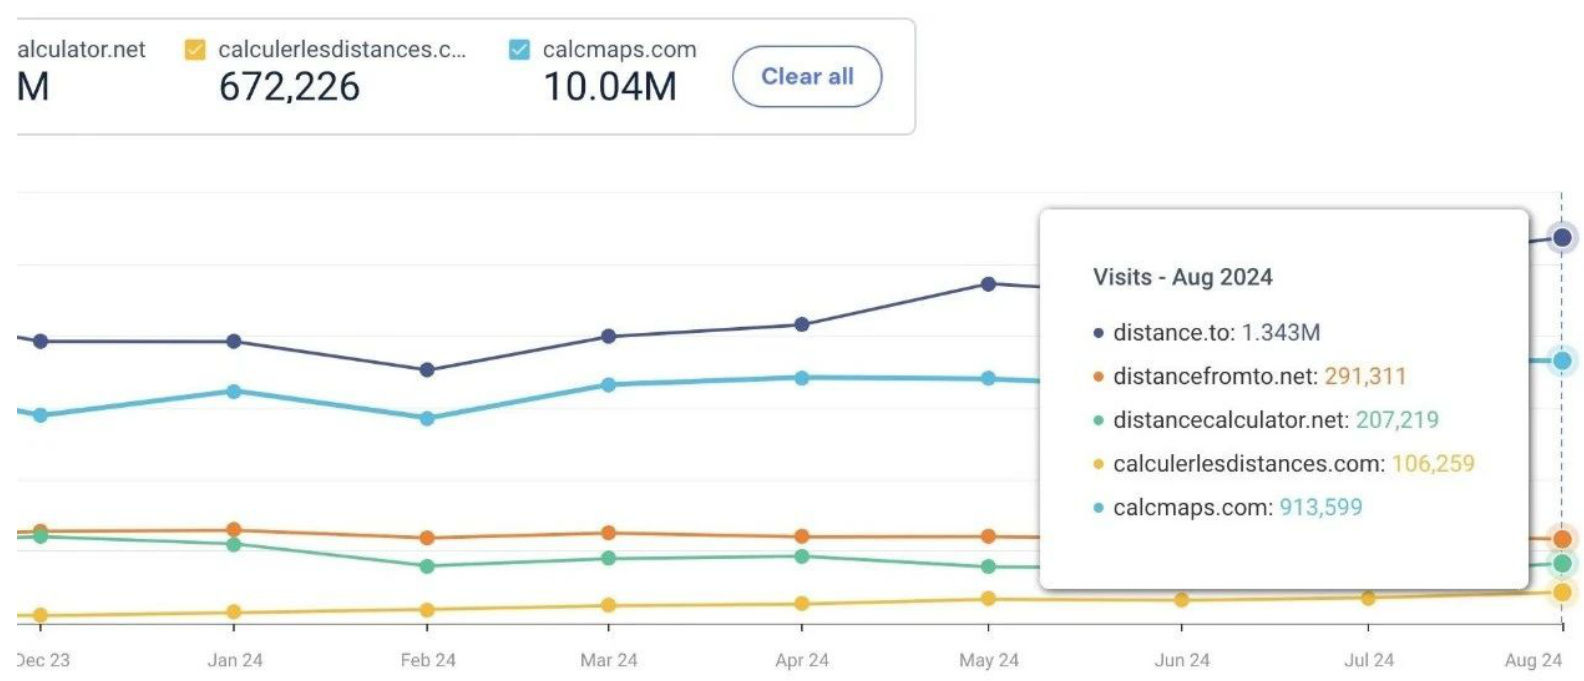 alculator.net
M
calculerlesdistances.c...
672,226
calcmaps.com
10.04M
Clear all
Visits - Aug 2024
distance.to: 1.343M
distancefromto.net: 291,311
distancecalculator.net: 207,219
calculerlesdistances.com: 106,259
calcmaps.com: 913,599
Dec 23 Jan 24 Feb 24 Mar 24 Apr 24 May 24 Jun 24 Jul 24 Aug 24